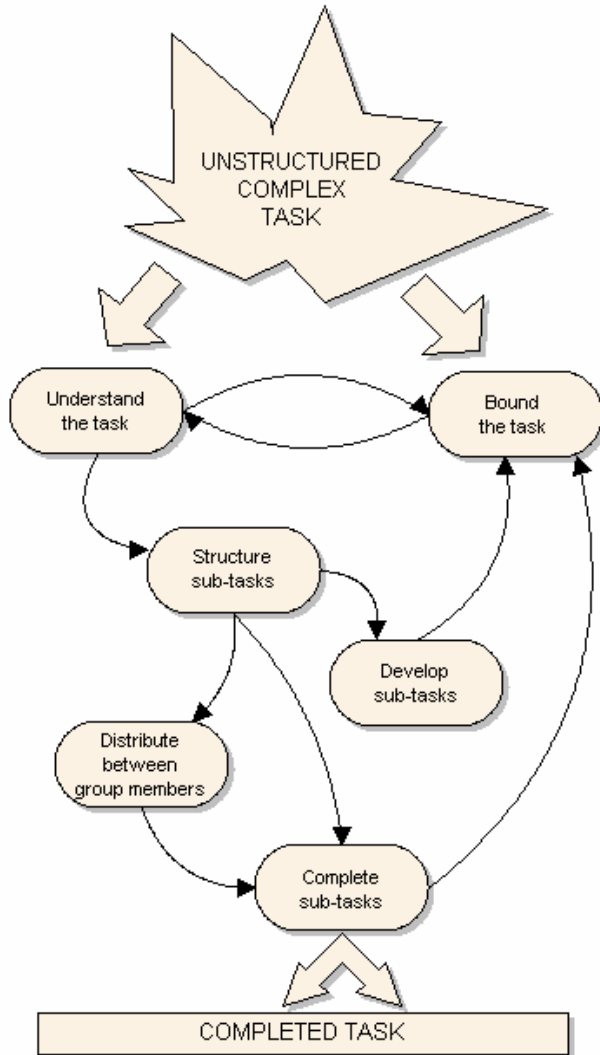 UNSTRUCTURED
COMPLEX
TASK
Understand
the task
Bound
the task
Structure
sub-tasks
Develop
sub-tasks
Distribute
between
group members
Complete
sub-tasks
COMPLETED TASK